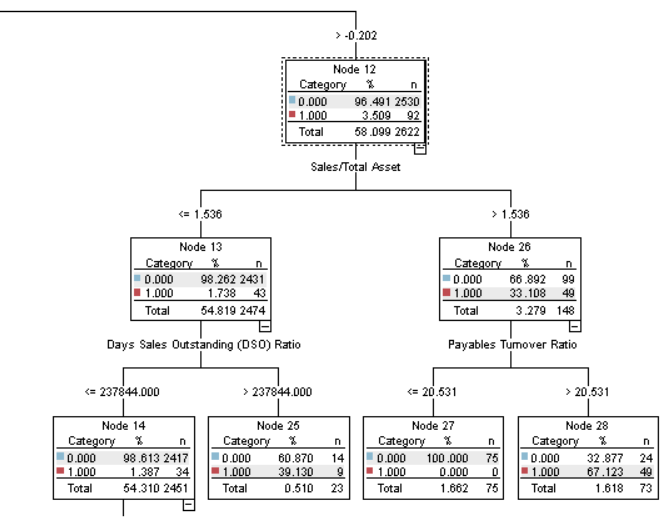 > -0.202
Node 12
Category % n
0.000 96.491 2530
1.000 3.509 92
Total 58.099 2622
Sales/Total Asset
<= 1.536
> 1.536
Node 13
Category % n
0.000 98.262 2431
1.000 1.738 43
Total 54.819 2474
Node 26
Category % n
0.000 66.892 99
1.000 33.108 49
Total 3.279 148
Days Sales Outstanding (DSO) Ratio
Payables Turnover Ratio
<= 237844.000
> 237844.000
<= 20.531
> 20.531
Node 14
Category % n
0.000 98.613 2417
1.000 1.387 34
Total 54.310 2451
Node 25
Category % n
0.000 60.870 14
1.000 39.130 9
Total 0.510 23
Node 27
Category % n
0.000 100.000 75
1.000 0.000 0
Total 1.662 75
Node 28
Category % n
0.000 32.877 24
1.000 67.123 49
Total 1.618 73